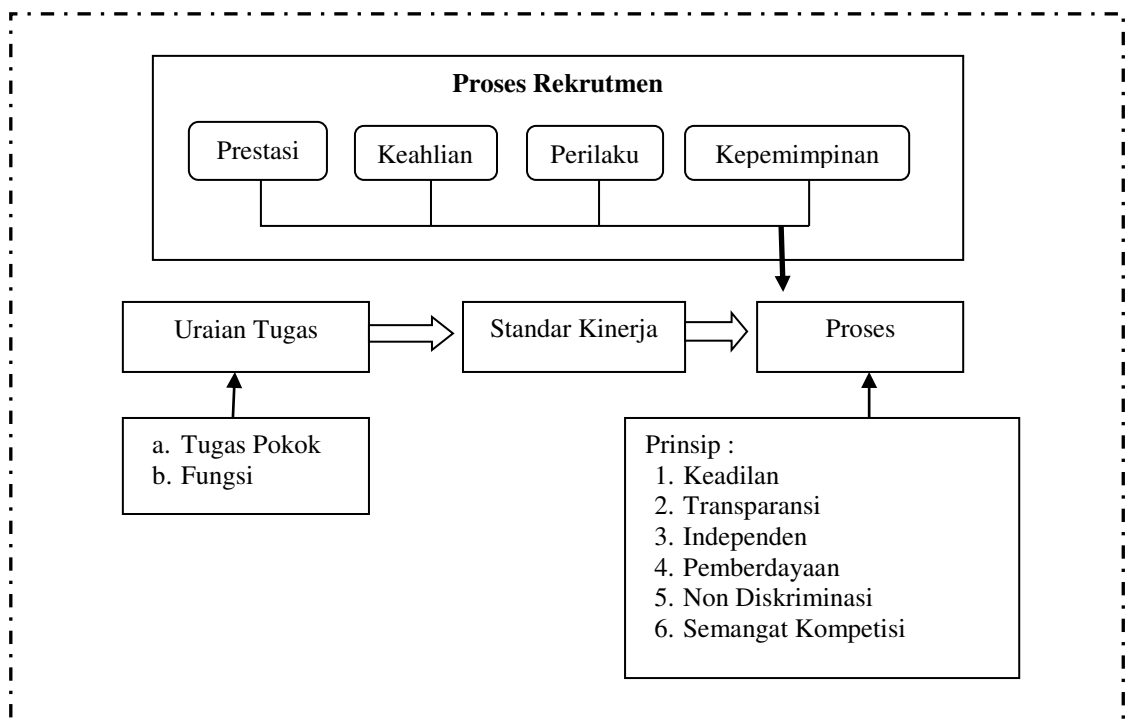 Proses Rekrutmen
Prestasi
Keahlian
Perilaku
Kepemimpinan
Uraian Tugas
Standar Kinerja
Proses
a. Tugas Pokok
b. Fungsi
Prinsip :
1. Keadilan
2. Transparansi
3. Independen
4. Pemberdayaan
5. Non Diskriminasi
6. Semangat Kompetisi